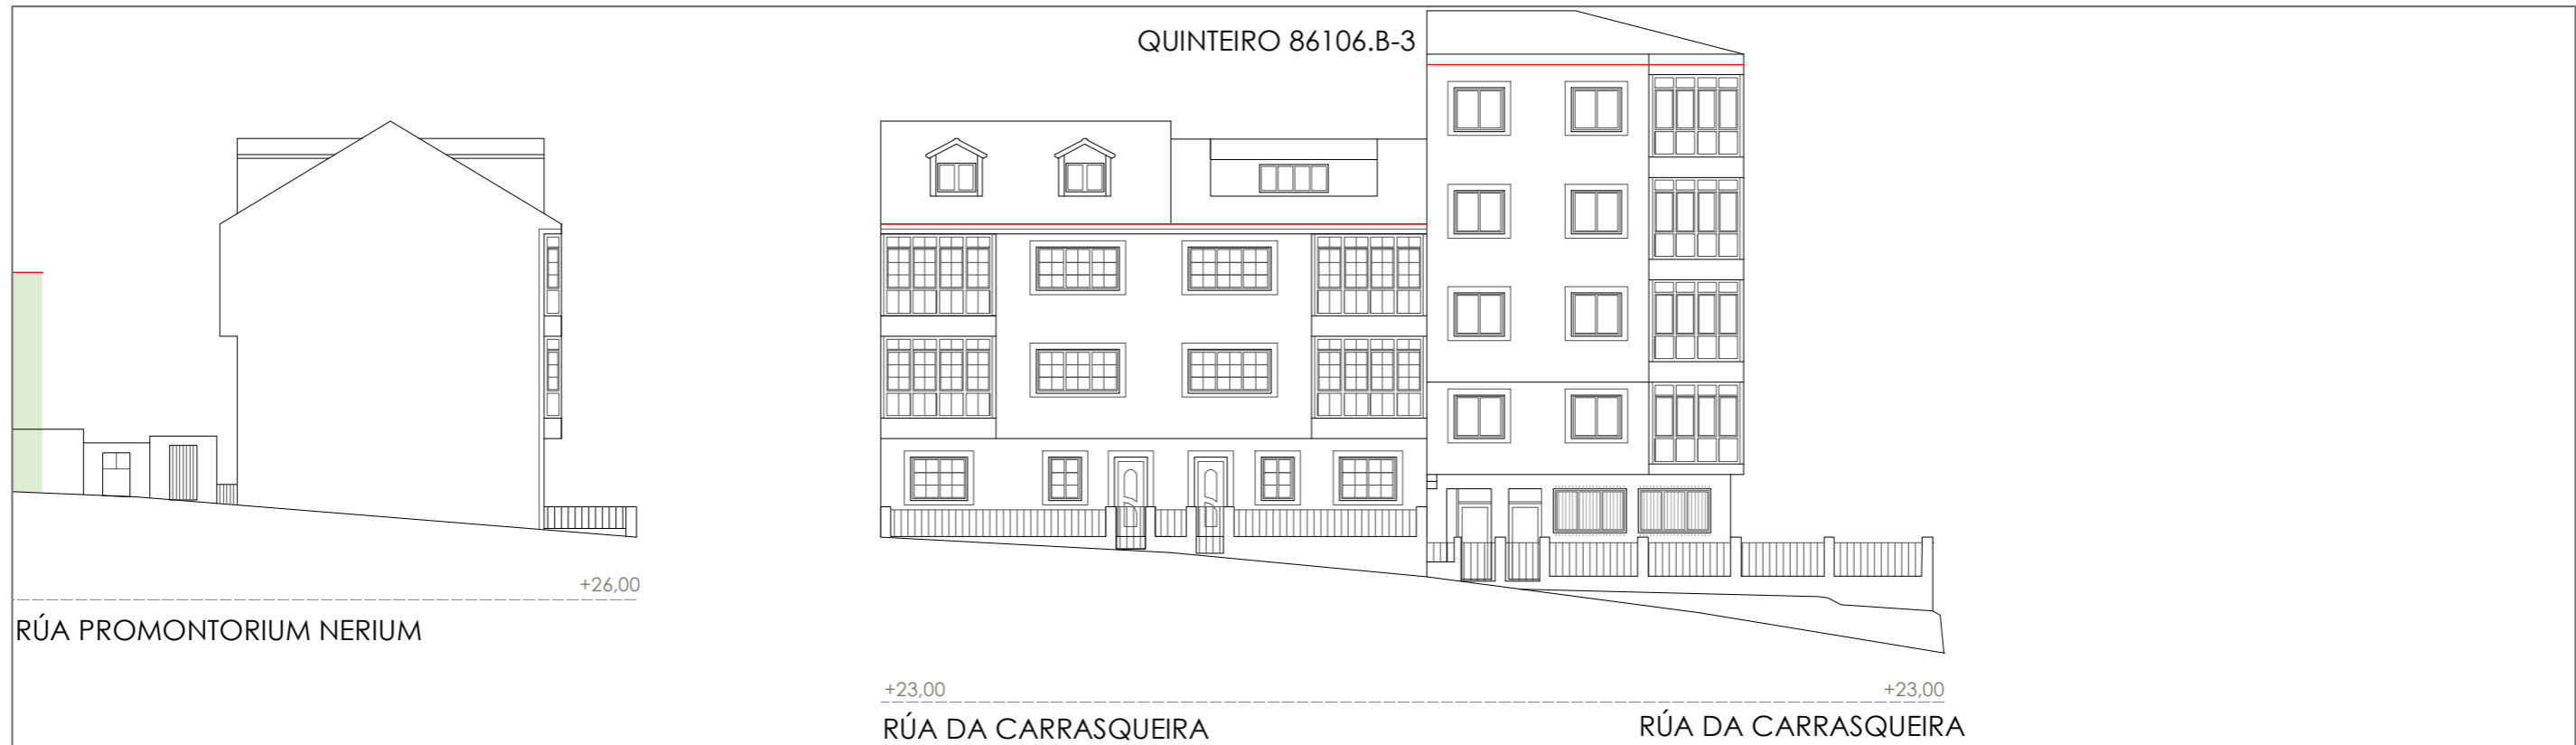 QUINTEIRO 86106.B-3
+26,00
RÚA PROMONTORIUM NERIUM
+23,00
+23,00
RÚA DA CARRASQUEIRA
RÚA DA CARRASQUEIRA